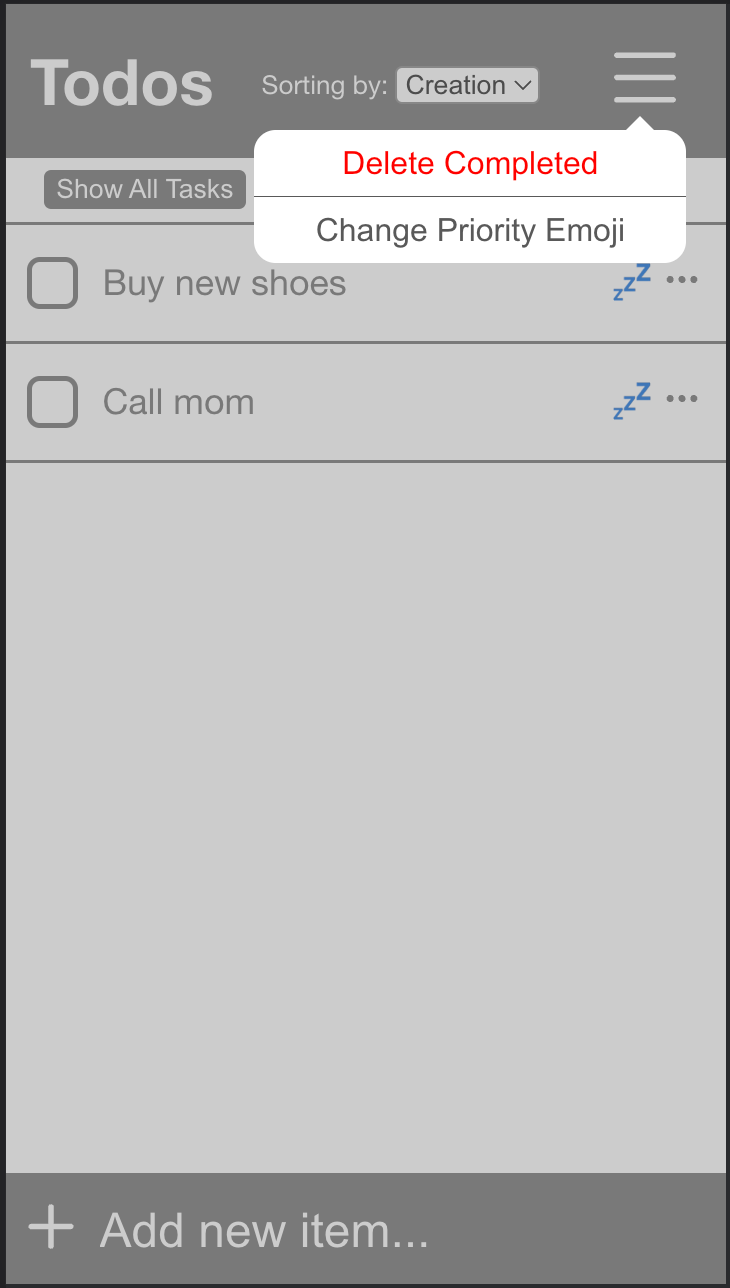 Todos
Sorting by: Creation
Delete Completed
Show All Tasks
Change Priority Emoji
Buy new shoes 💤 •••
Call mom 💤 •••
Add new item...